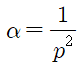 α = 1/p²